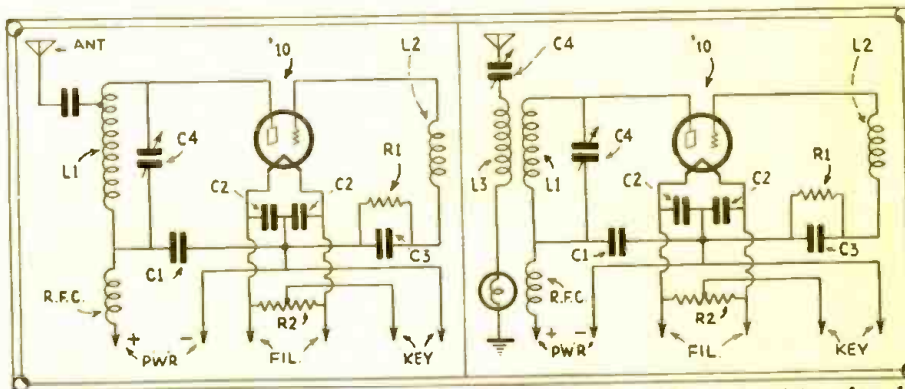 ANT
'10
L2
C4
L1
R1
C2
C2
C1
C3
R.F.C.
R2
+ -
PWR
FIL.
KEY
C4
'10
L2
C4
R1
L3
L1
C2
C2
C1
C3
R.F.C.
R2
+ -
PWR
FIL.
KEY